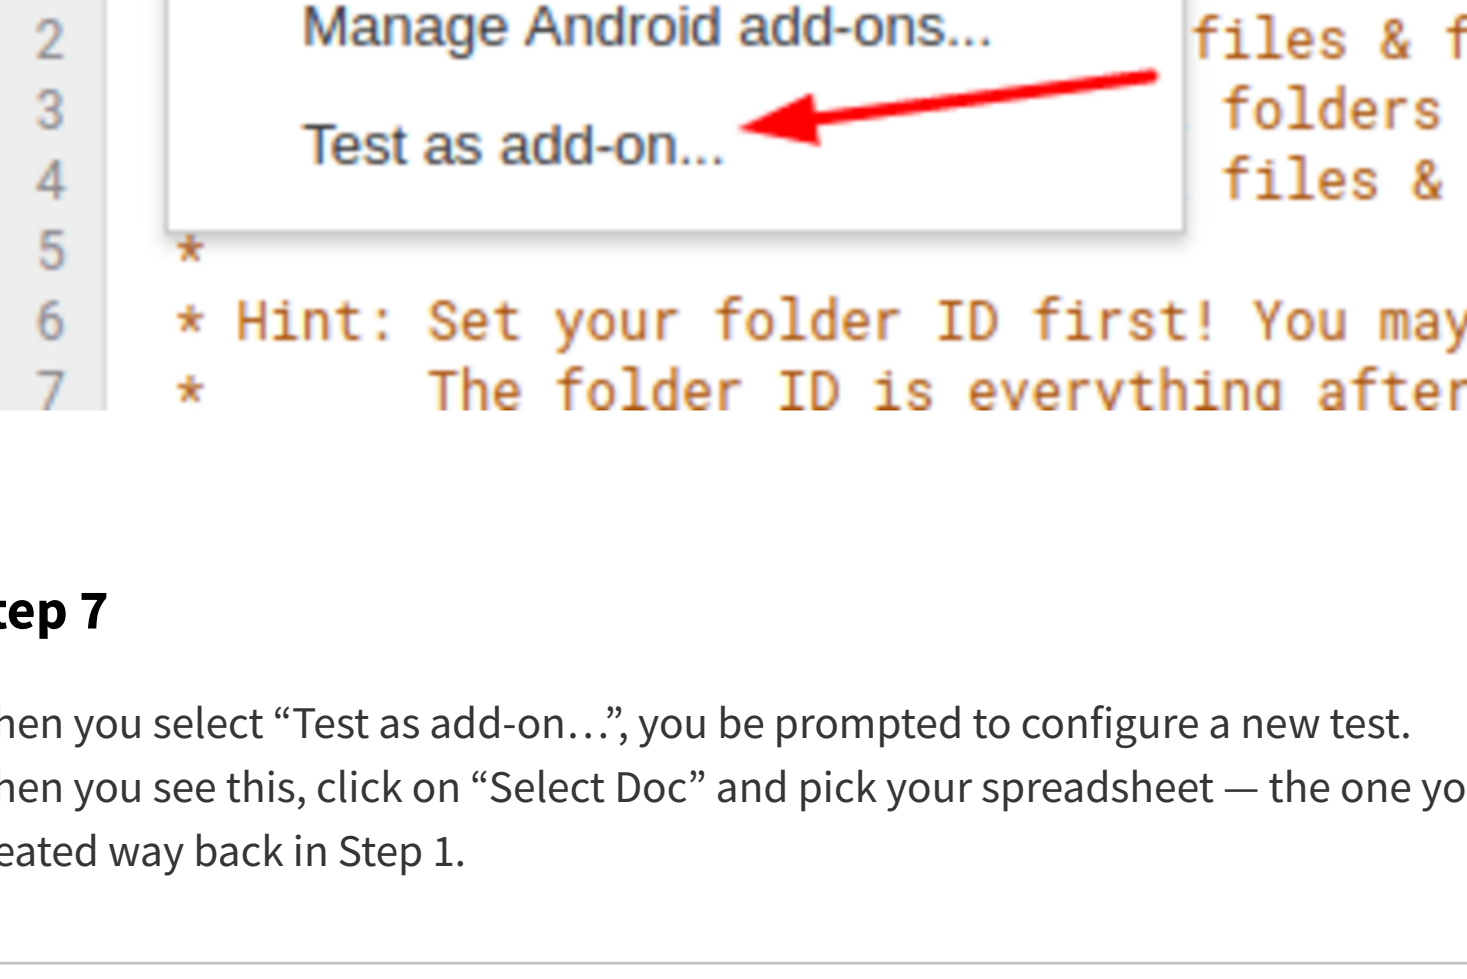 2 Manage Android add-ons... files & f
3 folders
Test as add-on...
4 files &
5 *
6 * Hint: Set your folder ID first! You may
7 * The folder ID is everything after
tep 7
hen you select “Test as add-on…”, you be prompted to configure a new test.
hen you see this, click on “Select Doc” and pick your spreadsheet — the one yo
eated way back in Step 1.